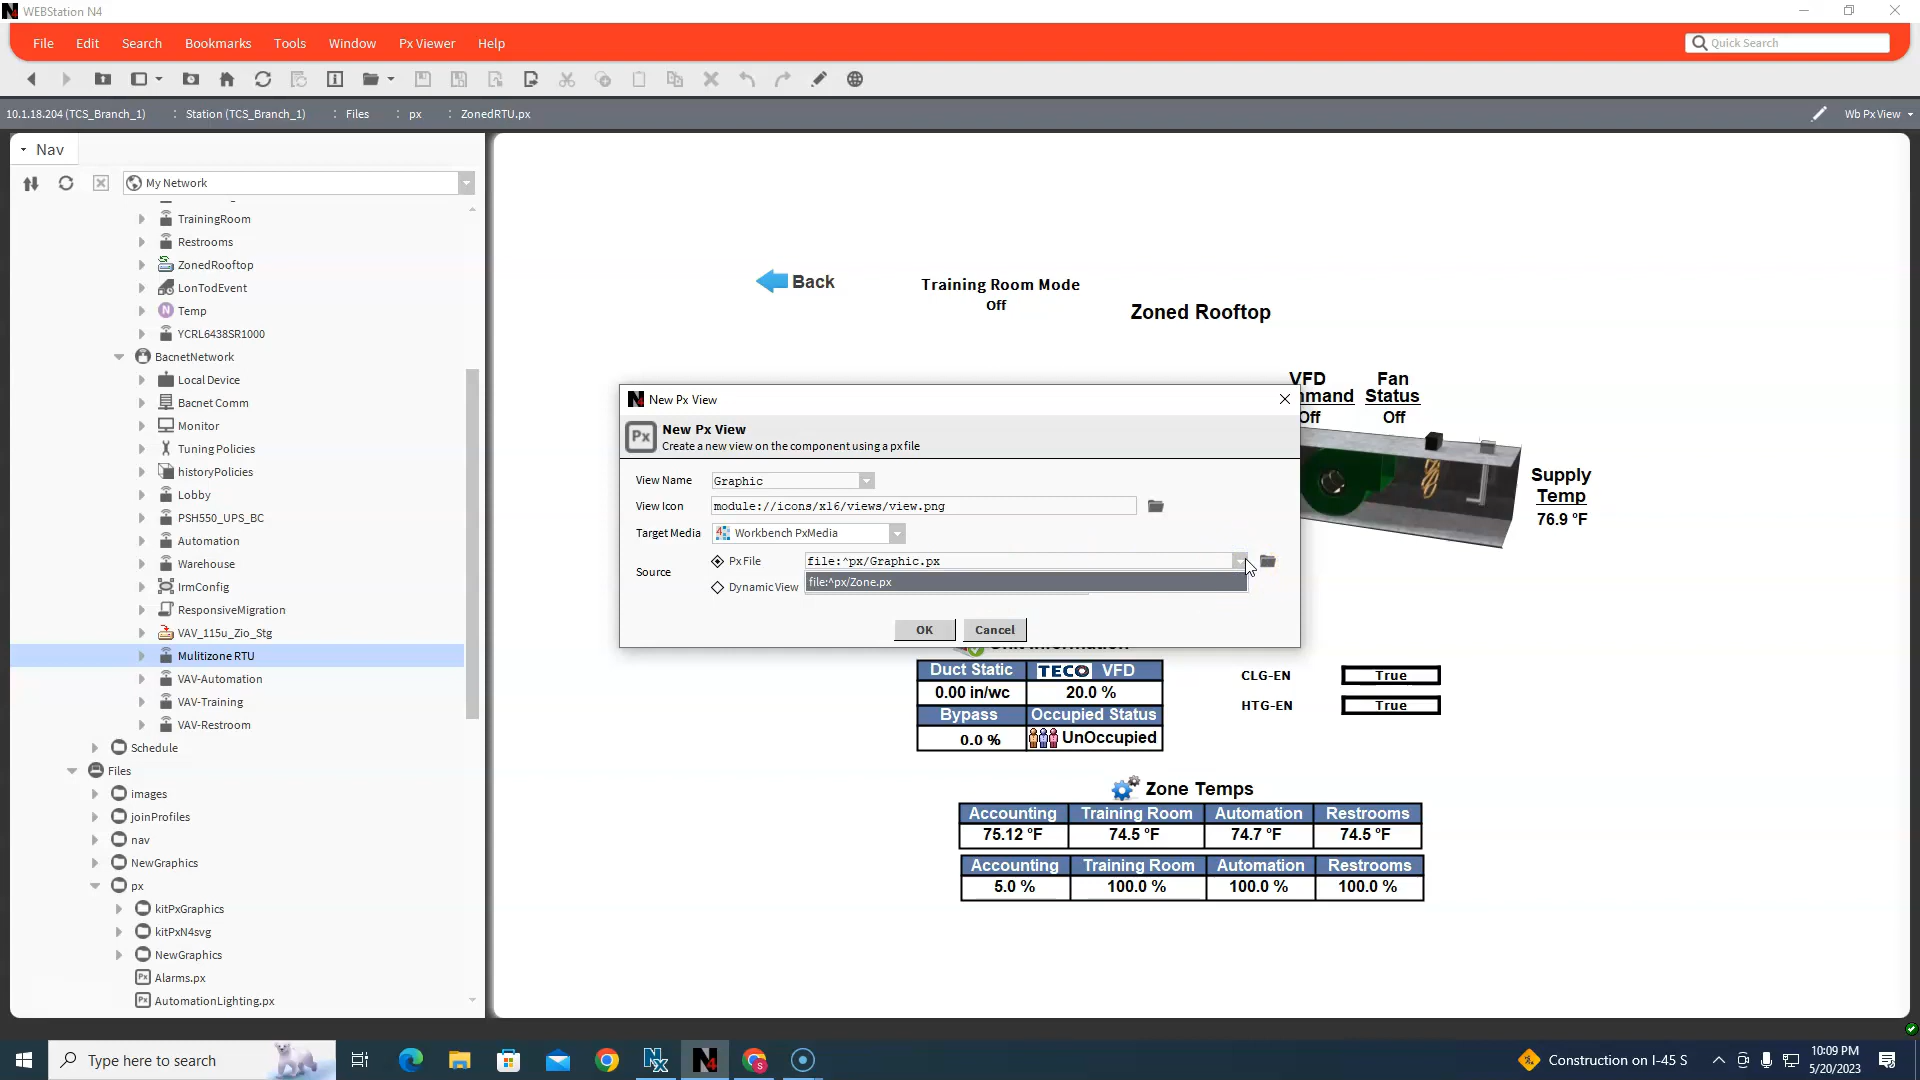 WEBStation N4
File Edit Search Bookmarks Tools Window Px Viewer Help
Quick Search
10.1.18.204 (TCS_Branch_1) : Station (TCS_Branch_1) : Files : px : ZonedRTU.px
Wb Px View
Nav
My Network
TrainingRoom
Restrooms
ZonedRooftop
LonTodEvent
N Temp
YCRL6438SR1000
BacnetNetwork
Local Device
Bacnet Comm
Monitor
Tuning Policies
historyPolicies
Lobby
PSH550_UPS_BC
Automation
Warehouse
IrmConfig
ResponsiveMigration
VAV_115u_Zio_Stg
Mulitizone RTU
VAV-Automation
VAV-Training
VAV-Restroom
Schedule
Files
images
joinProfiles
nav
NewGraphics
px
kitPxGraphics
kitPxN4svg
NewGraphics
Px Alarms.px
Px AutomationLighting.px
Back
Training Room Mode
Off
Zoned Rooftop
VFD Fan
mmand Status
Off Off
Supply
Temp
76.9 °F
New Px View
Px New Px View
Create a new view on the component using a px file
View Name Graphic
View Icon module://icons/x16/views/view.png
Target Media Workbench PxMedia
Source
Px File file:^px/Graphic.px
file:^px/Zone.px
Dynamic View
OK Cancel
Duct Static TECO VFD
0.00 in/wc 20.0 %
Bypass Occupied Status
0.0 % UnOccupied
CLG-EN True
HTG-EN True
Zone Temps
Accounting Training Room Automation Restrooms
75.12 °F 74.5 °F 74.7 °F 74.5 °F
Accounting Training Room Automation Restrooms
5.0 % 100.0 % 100.0 % 100.0 %
Type here to search
Construction on I-45 S
10:09 PM
5/20/2023